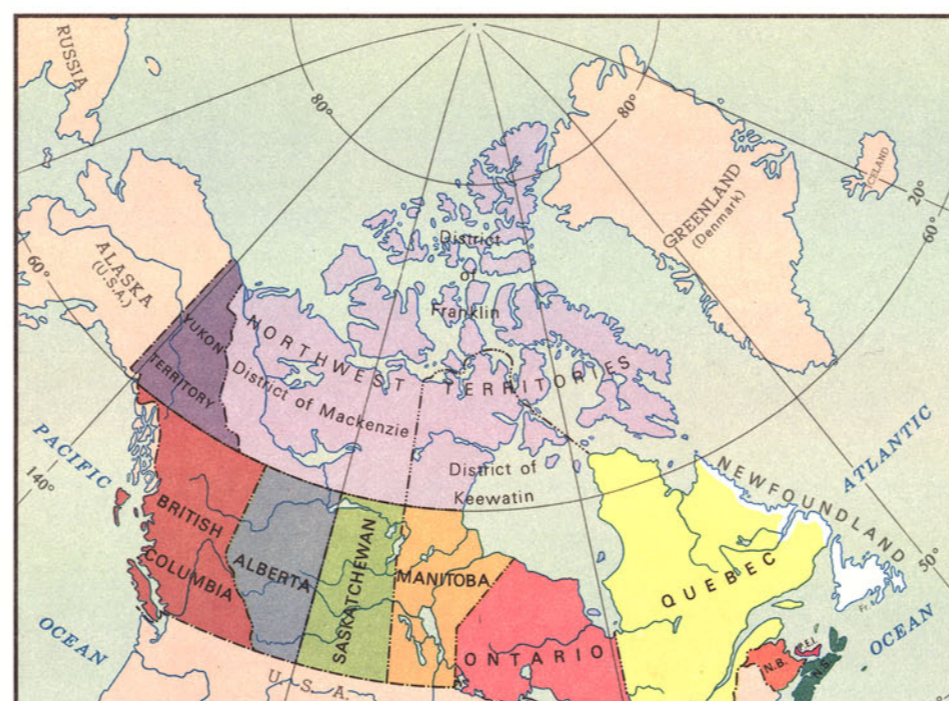 RUSSIA
80°
80°
ICELAND
20°
GREENLAND
(Denmark)
60°
ALASKA
(U.S.A.)
60°
District
of
Franklin
YUKON
TERRITORY
NORTHWEST TERRITORIES
District of Mackenzie
District of
Keewatin
PACIFIC
140°
OCEAN
ATLANTIC
OCEAN
NEWFOUNDLAND
50°
BRITISH
COLUMBIA
ALBERTA
SASKATCHEWAN
MANITOBA
ONTARIO
QUEBEC
Fr.
P.E.I.
N.B.
N.S.
U.S.A.